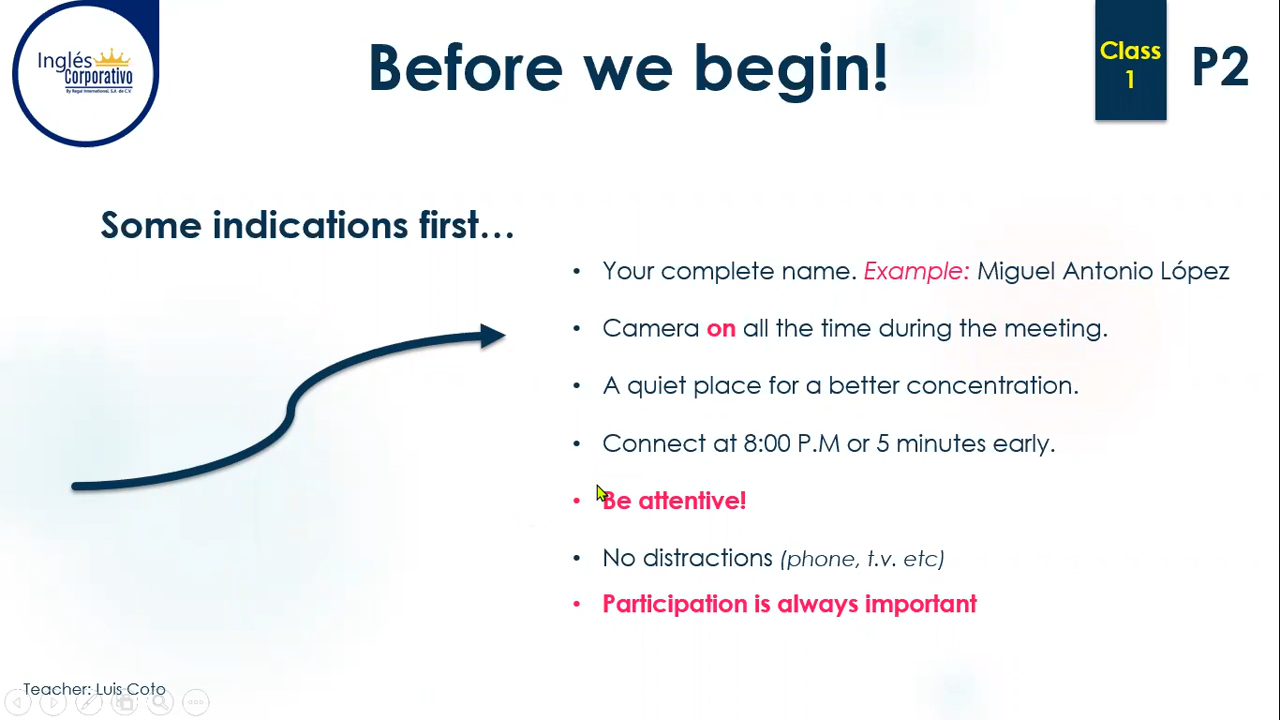 Inglés
Corporativo
By Regal International, S.A. de C.V.
Before we begin!
Class
1
P2
Some indications first…
• Your complete name. Example: Miguel Antonio López
• Camera on all the time during the meeting.
• A quiet place for a better concentration.
• Connect at 8:00 P.M or 5 minutes early.
• Be attentive!
• No distractions (phone, t.v. etc)
• Participation is always important
Teacher: Luis Coto